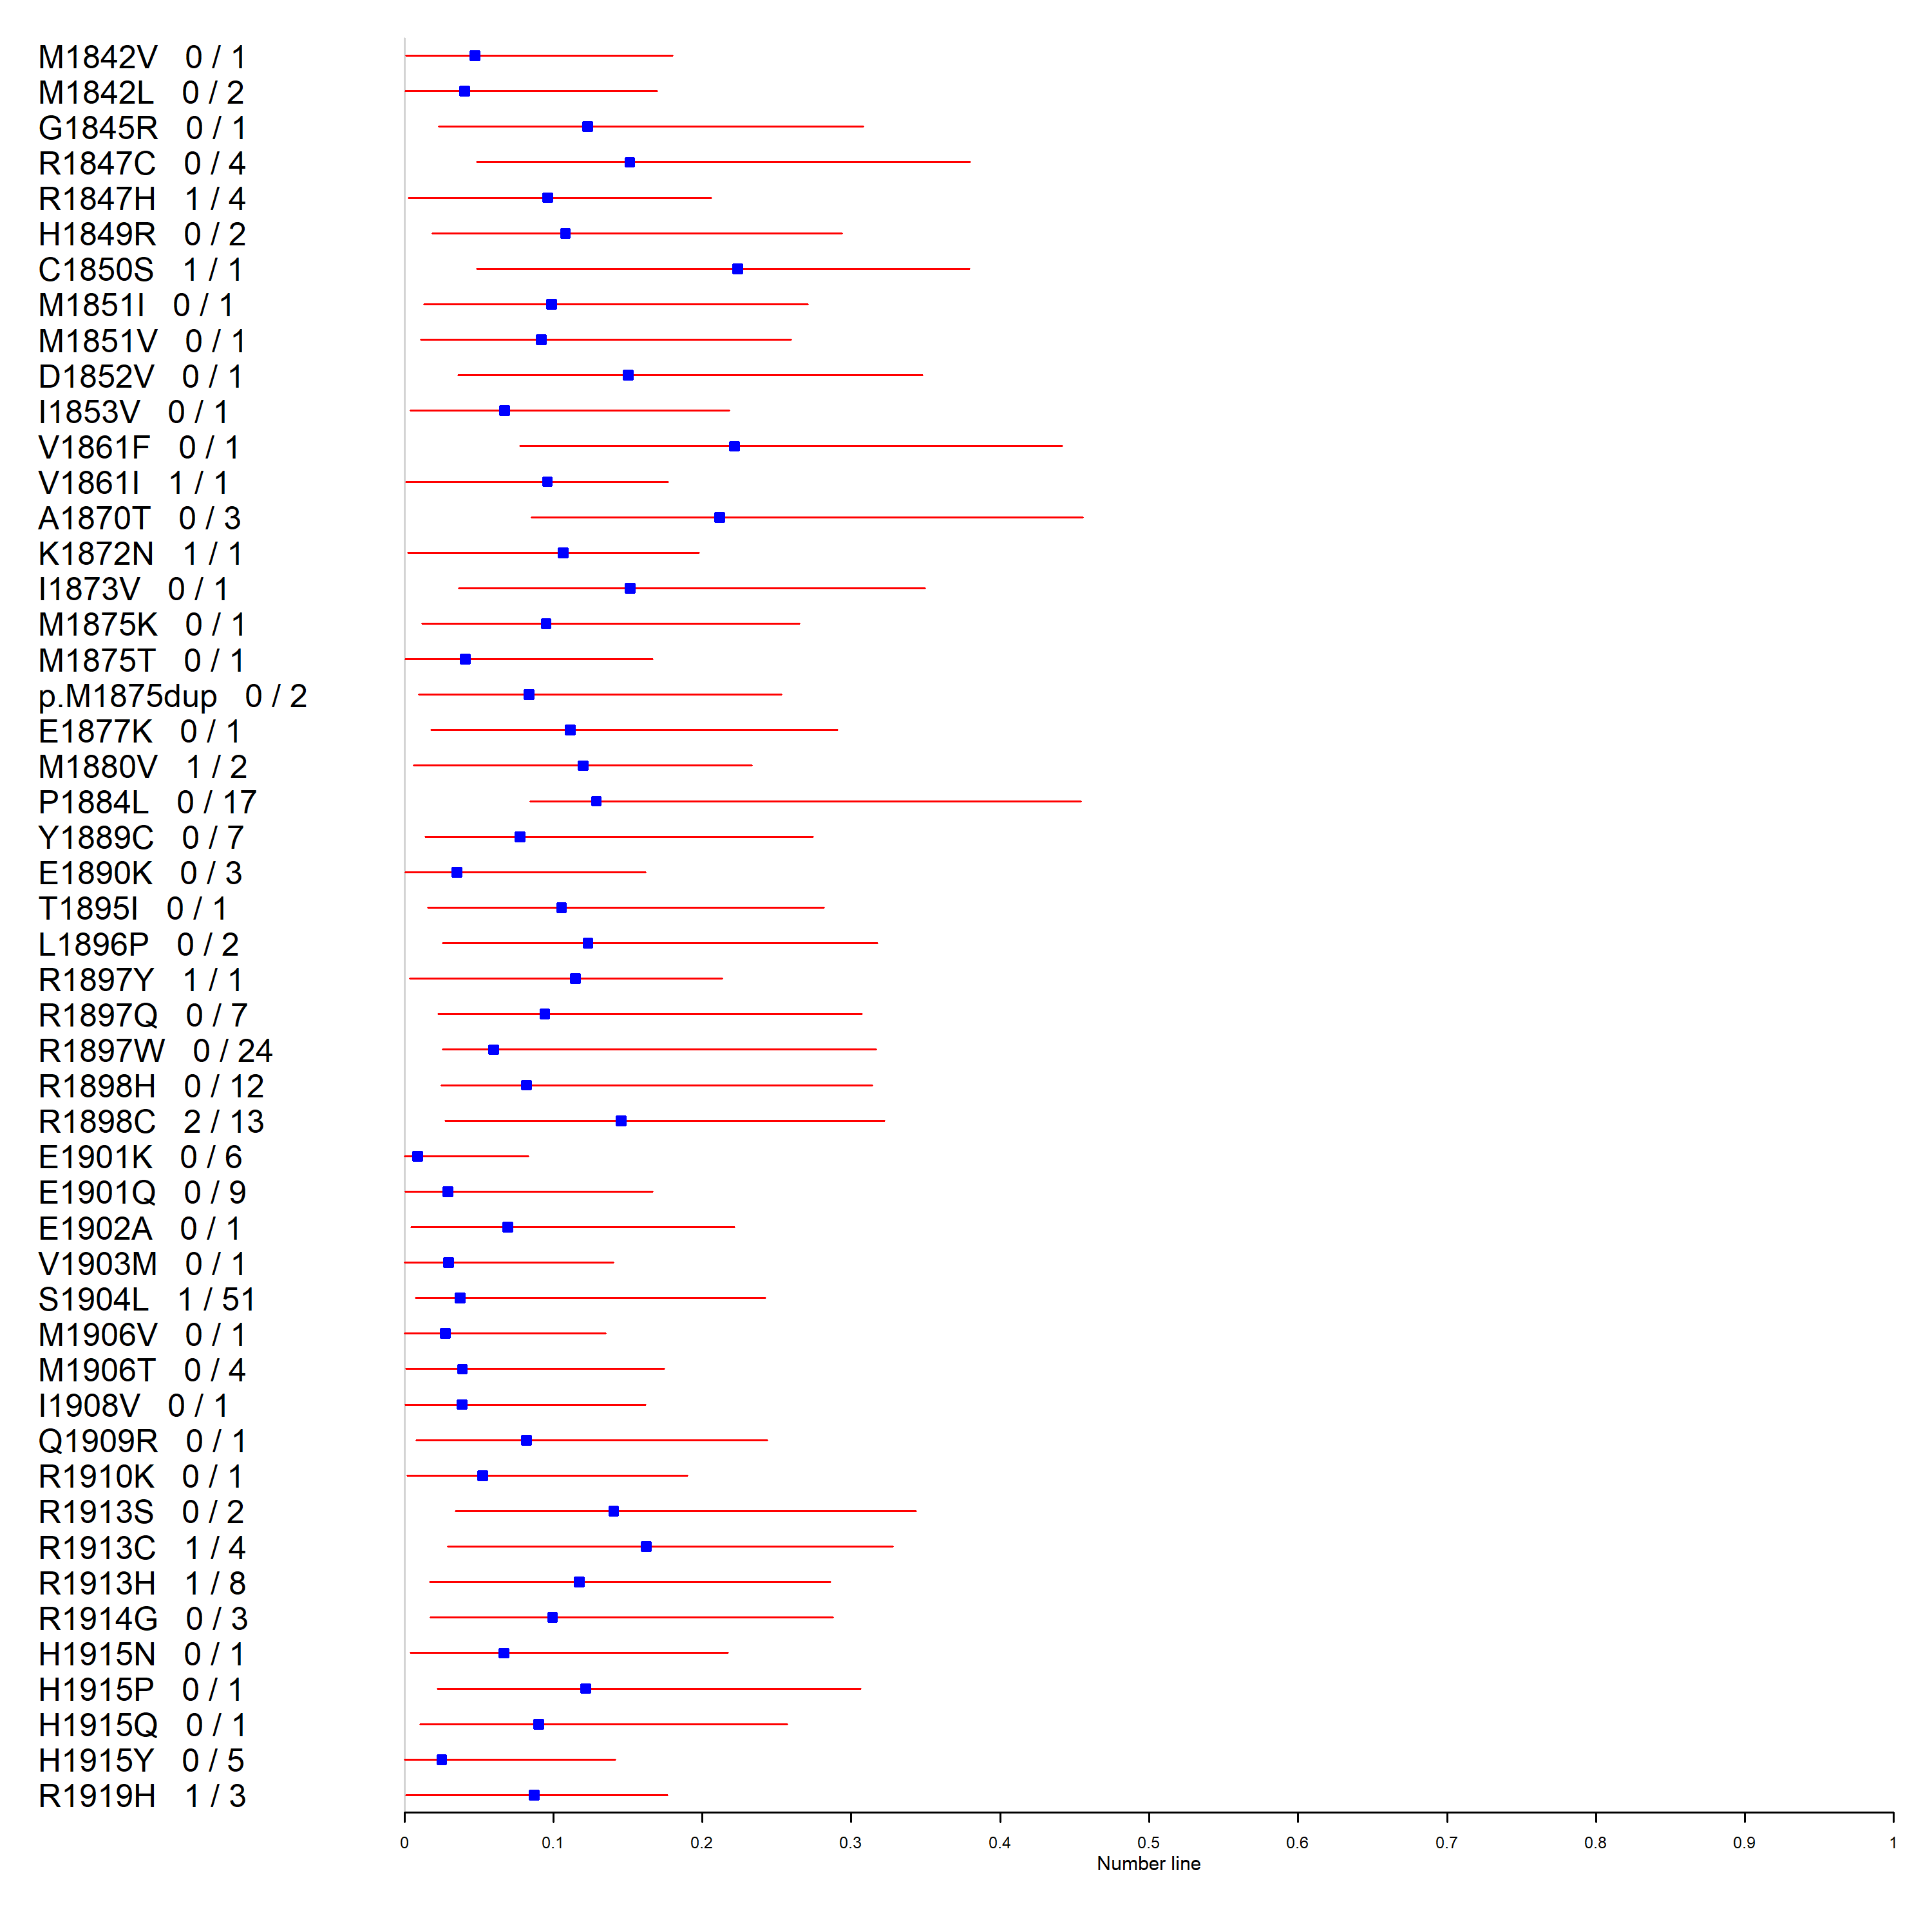 M1842V 0 / 1
M1842L 0 / 2
G1845R 0 / 1
R1847C 0 / 4
R1847H 1 / 4
H1849R 0 / 2
C1850S 1 / 1
M1851I 0 / 1
M1851V 0 / 1
D1852V 0 / 1
I1853V 0 / 1
V1861F 0 / 1
V1861I 1 / 1
A1870T 0 / 3
K1872N 1 / 1
I1873V 0 / 1
M1875K 0 / 1
M1875T 0 / 1
p.M1875dup 0 / 2
E1877K 0 / 1
M1880V 1 / 2
P1884L 0 / 17
Y1889C 0 / 7
E1890K 0 / 3
T1895I 0 / 1
L1896P 0 / 2
R1897Y 1 / 1
R1897Q 0 / 7
R1897W 0 / 24
R1898H 0 / 12
R1898C 2 / 13
E1901K 0 / 6
E1901Q 0 / 9
E1902A 0 / 1
V1903M 0 / 1
S1904L 1 / 51
M1906V 0 / 1
M1906T 0 / 4
I1908V 0 / 1
Q1909R 0 / 1
R1910K 0 / 1
R1913S 0 / 2
R1913C 1 / 4
R1913H 1 / 8
R1914G 0 / 3
H1915N 0 / 1
H1915P 0 / 1
H1915Q 0 / 1
H1915Y 0 / 5
R1919H 1 / 3
0 0.1 0.2 0.3 0.4 0.5 0.6 0.7 0.8 0.9 1
Number line